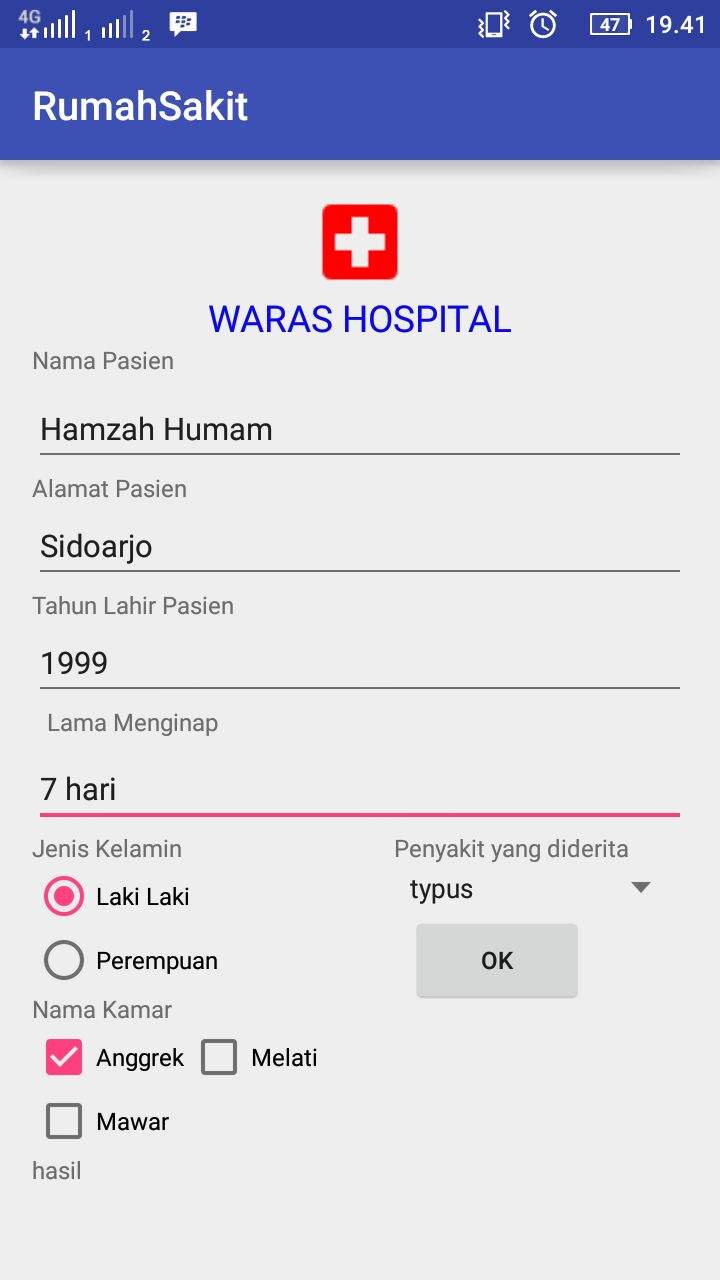 4G 1 2 47 19.41
RumahSakit
WARAS HOSPITAL
Nama Pasien
Hamzah Humam
Alamat Pasien
Sidoarjo
Tahun Lahir Pasien
1999
Lama Menginap
7 hari
Jenis Kelamin
Laki Laki
Perempuan
Penyakit yang diderita
typus
OK
Nama Kamar
Anggrek Melati
Mawar
hasil